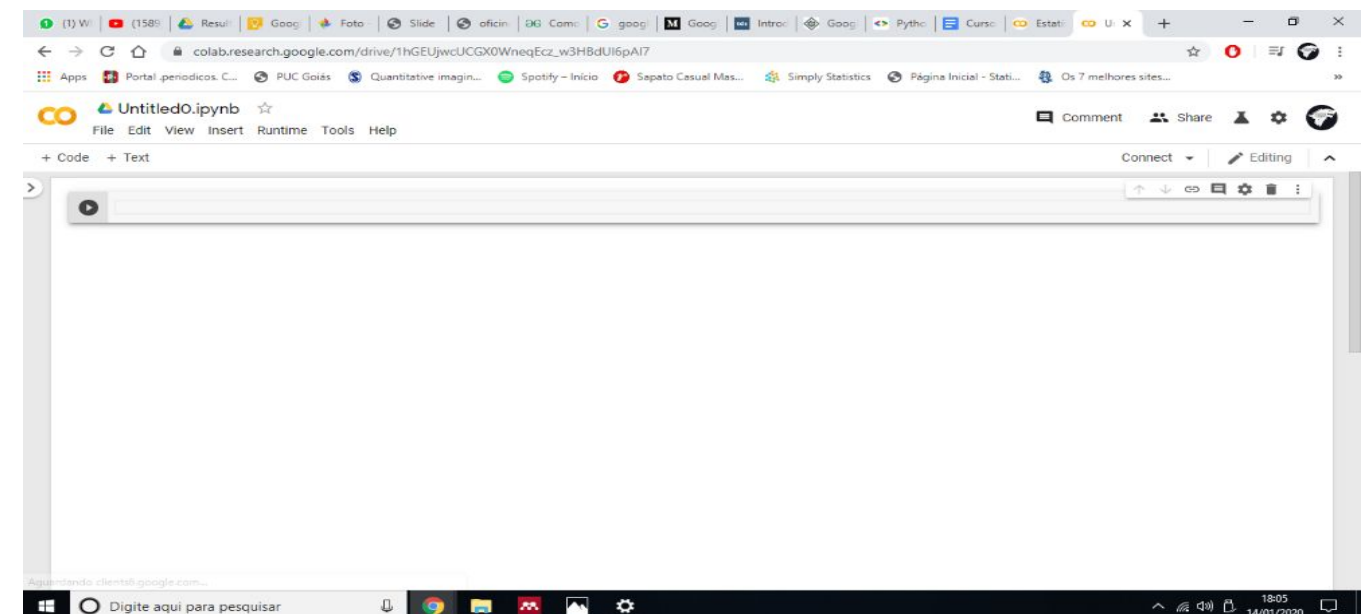 (1) W (1589 Resul Goog Foto Slide oficin GG Como goog Goog Introc Goog Pytho Curso Estati U
colab.research.google.com/drive/1hGEUjwcUCGX0WneqEcz_w3HBdUI6pAI7
Apps Portal .periodicos. C... PUC Goiás Quantitative imagin... Spotify – Início Sapato Casual Mas... Simply Statistics Página Inicial - Stati... Os 7 melhores sites... »
CO Untitled0.ipynb
Comment Share
File Edit View Insert Runtime Tools Help
+ Code + Text Connect Editing
Aguardando clients6.google.com...
Digite aqui para pesquisar
18:05
14/01/2020